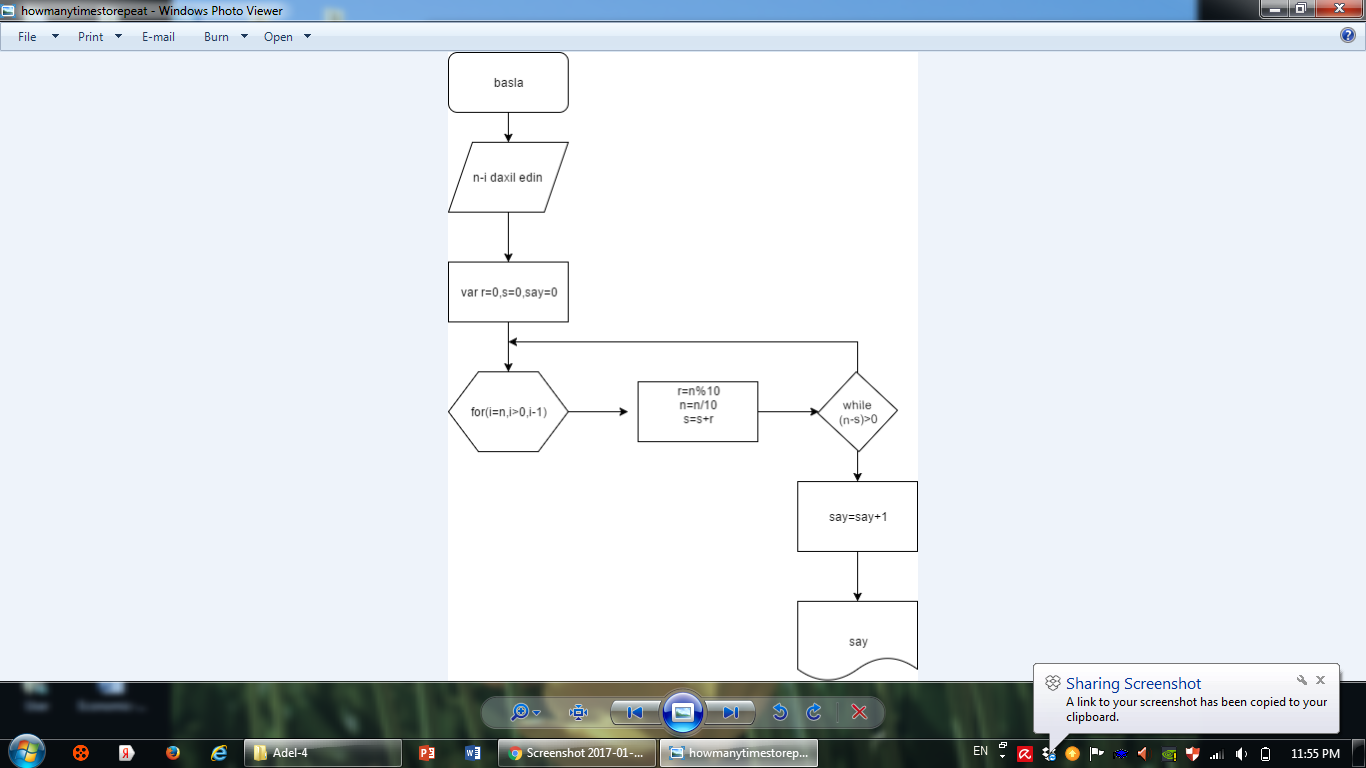 howmanytimestorepeat - Windows Photo Viewer
File Print E-mail Burn Open
basla
n-i daxil edin
var r=0,s=0,say=0
for(i=n,i>0,i-1)
r=n%10
n=n/10
s=s+r
while
(n-s)>0
say=say+1
say
Sharing Screenshot
A link to your screenshot has been copied to your
clipboard.
Adel-4
Screenshot 2017-01-...
howmanytimestorep...
EN
11:55 PM